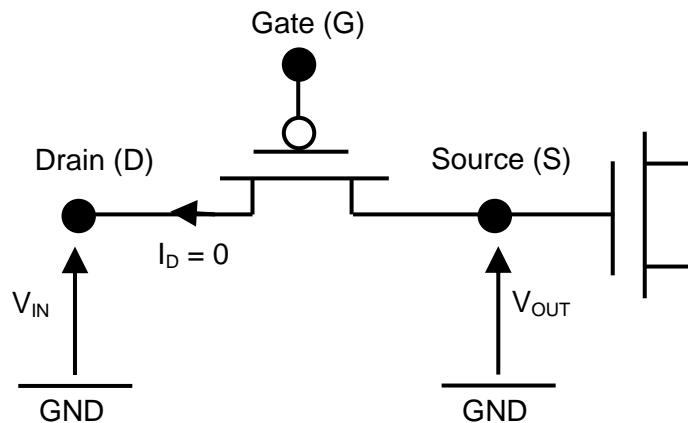 Gate (G)
Drain (D)
Source (S)
I_D = 0
V_IN
V_OUT
GND
GND